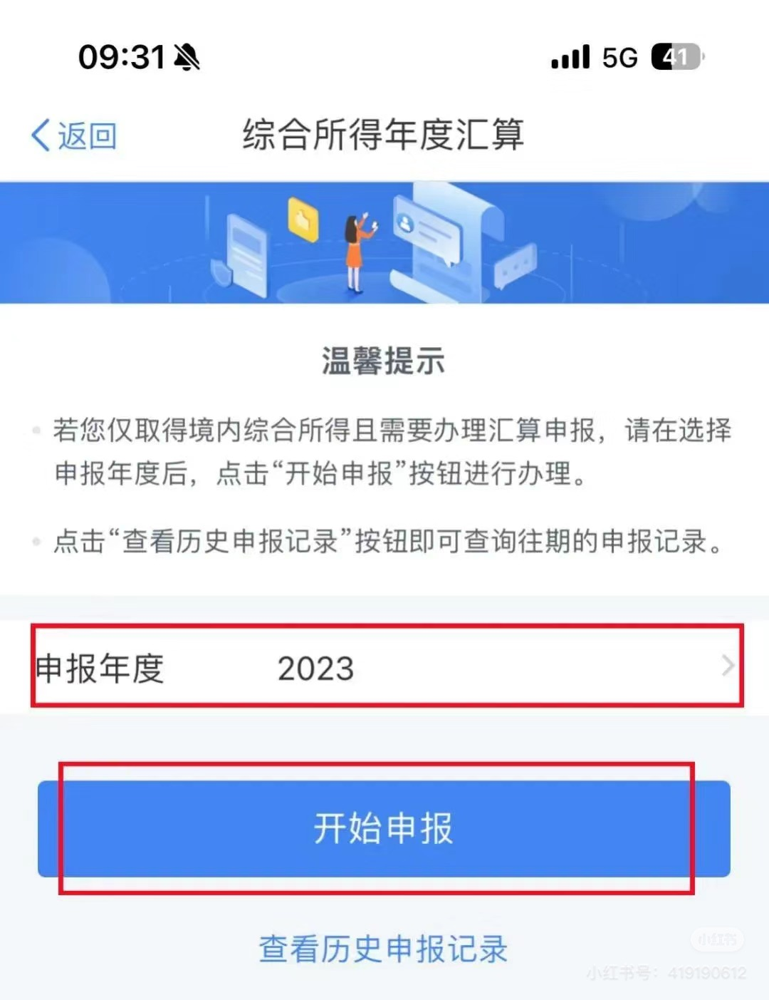 09:31
5G
41
返回
综合所得年度汇算
温馨提示
若您仅取得境内综合所得且需要办理汇算申报，请在选择
申报年度后，点击“开始申报”按钮进行办理。
点击“查看历史申报记录”按钮即可查询往期的申报记录。
申报年度 2023
开始申报
查看历史申报记录
小红书
小红书号：419190612